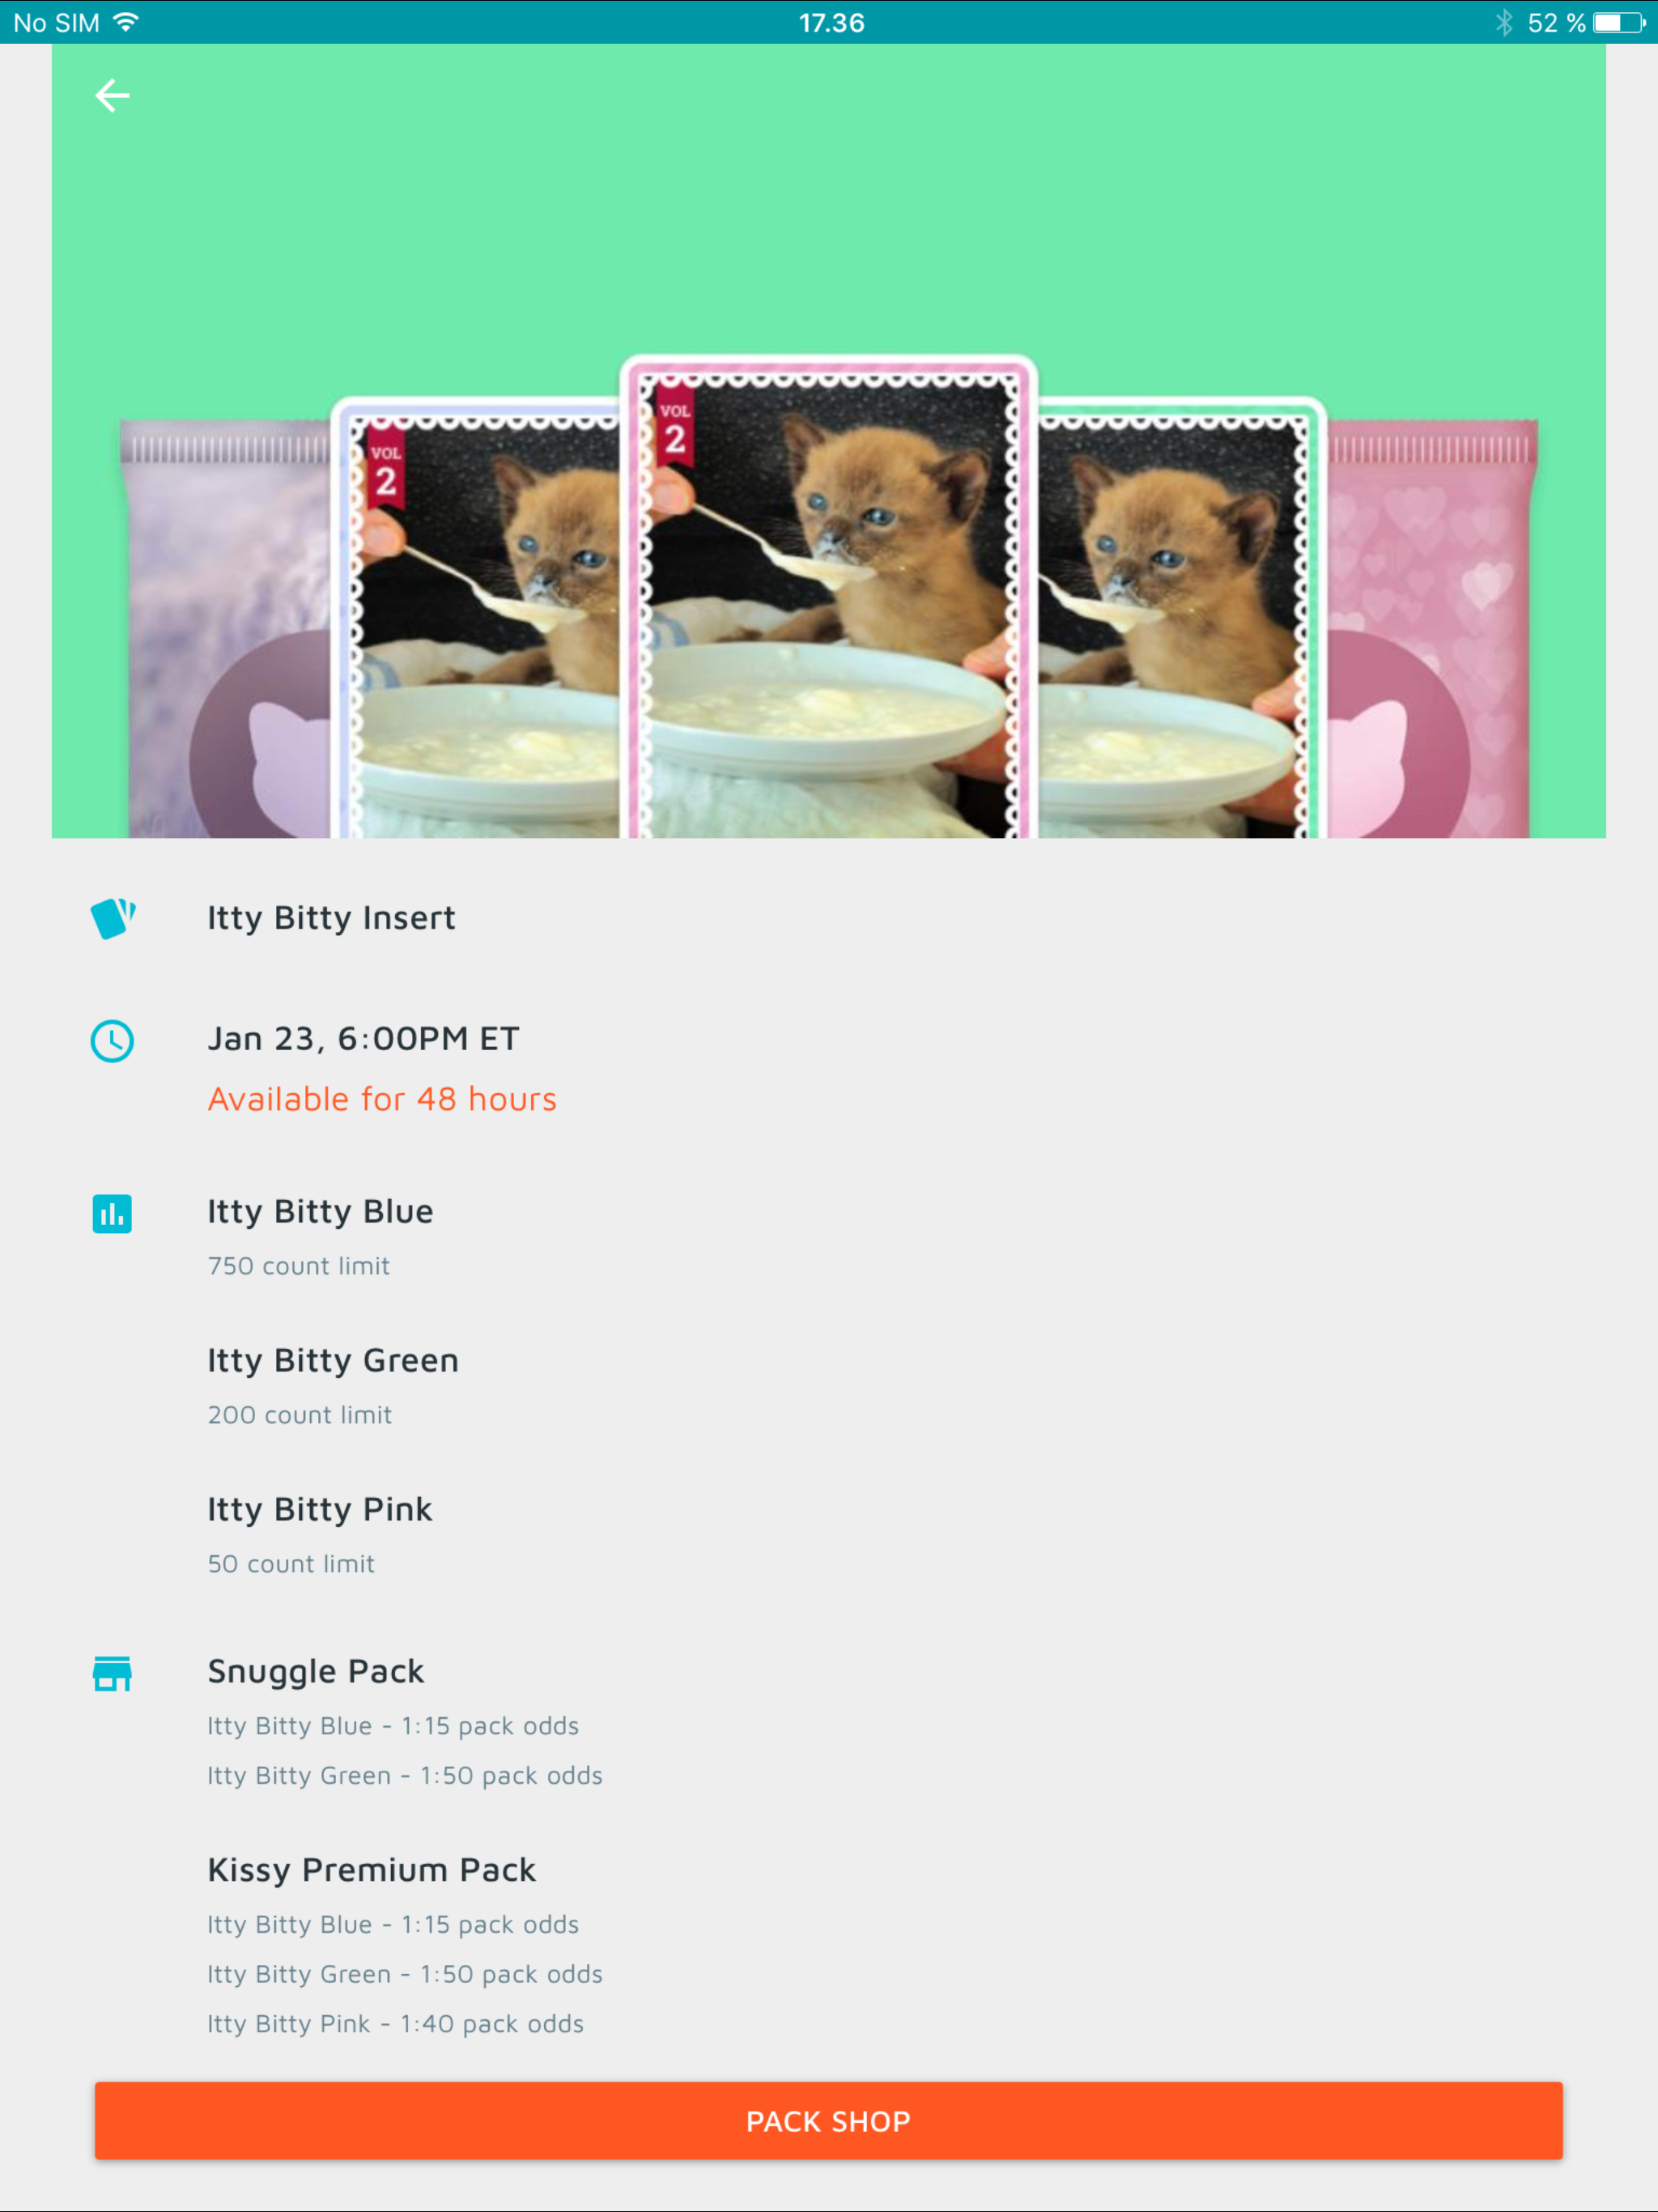 No SIM 17.36 52 %
VOL
2
VOL
2
Itty Bitty Insert
Jan 23, 6:00PM ET
Available for 48 hours
Itty Bitty Blue
750 count limit
Itty Bitty Green
200 count limit
Itty Bitty Pink
50 count limit
Snuggle Pack
Itty Bitty Blue - 1:15 pack odds
Itty Bitty Green - 1:50 pack odds
Kissy Premium Pack
Itty Bitty Blue - 1:15 pack odds
Itty Bitty Green - 1:50 pack odds
Itty Bitty Pink - 1:40 pack odds
PACK SHOP